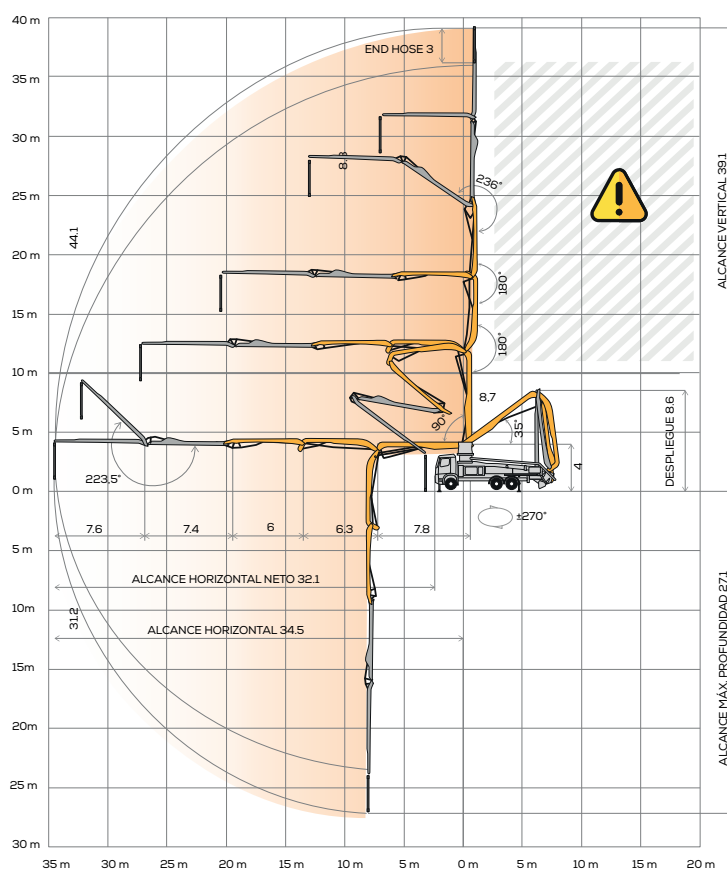 40 m
END HOSE 3
35 m
30 m
8.3
236°
25 m
ALCANCE VERTICAL 39.1
44.1
20 m
180°
15 m
180°
10 m
8,7
90°
35°
DESPLIEGUE 8.6
5 m
4
223,5°
0 m
±270°
7.6
7.4
6
6.3
7.8
5 m
ALCANCE HORIZONTAL NETO 32.1
10m
31.2
ALCANCE HORIZONTAL 34.5
ALCANCE MÁX. PROFUNDIDAD 27.1
15m
20m
25 m
30 m
35 m
30 m
25 m
20 m
15 m
10 m
5 m
0 m
5 m
10 m
15 m
20 m